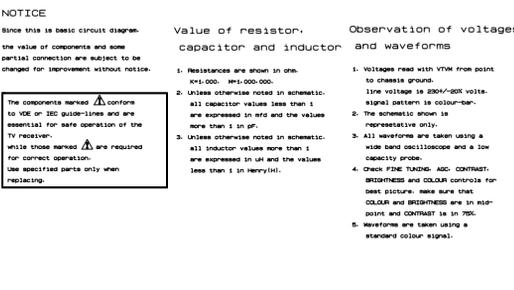 NOTICE
Since this is basic circuit diagram.
the value of components and some
partial connection are subject to be
changed for improvement without notice.
The components marked ⚠ conform
to VDE or IEC guide-lines and are
essential for safe operation of the
TV receiver.
while those marked ⚠ are required
for correct operation.
Use specified parts only when
replacing.
Value of resistor.
capacitor and inductor
1. Resistances are shown in ohm.
K=1.000. M=1.000.000.
2. Unless otherwise noted in schematic.
all capacitor values less than 1
are expressed in mfd and the values
more than 1 in pF.
3. Unless otherwise noted in schematic.
all inductor values more than 1
are expressed in uH and the values
less than 1 in Henry(H).
Observation of voltages
and waveforms
1. Voltages read with VTVM from point
to chassis ground.
line voltage is 230+/-20% volts.
signal pattern is colour-bar.
2. The schematic shown is
represetative only.
3. All waveforms are taken using a
wide band oscilloscope and a low
capacity probe.
4. Check FINE TUNING. AGC. CONTRAST.
BRIGHTNESS and COLOUR controls for
best picture. make sure that
COLOUR and BRIGHTNESS are in mid-
point and CONTRAST is in 75%.
5. Waveforms are taken using a
standard colour signal.